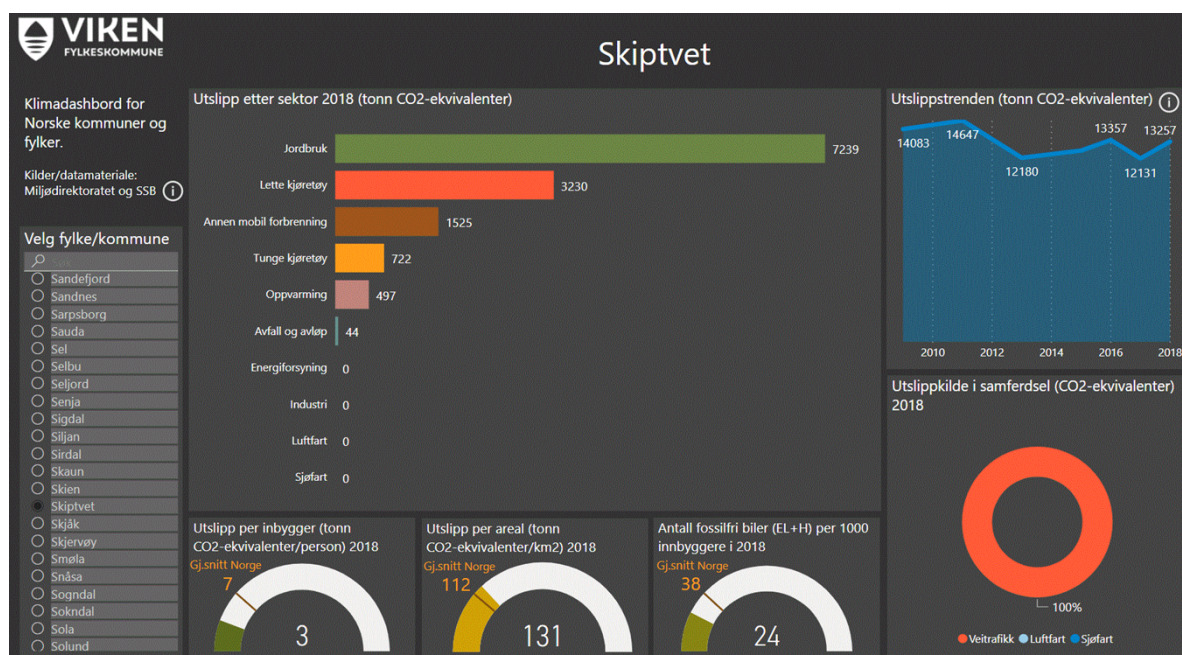 VIKEN
FYLKESKOMMUNE
Skiptvet
Klimadashbord for
Norske kommuner og
fylker.
Kilder/datamateriale:
Miljødirektoratet og SSB
Velg fylke/kommune
Søk
Sandefjord
Sandnes
Sarpsborg
Sauda
Sel
Selbu
Seljord
Senja
Sigdal
Siljan
Sirdal
Skaun
Skien
Skiptvet
Skjåk
Skjervøy
Smøla
Snåsa
Sogndal
Sokndal
Sola
Solund
Utslipp etter sektor 2018 (tonn CO2-ekvivalenter)
Jordbruk 7239
Lette kjøretøy 3230
Annen mobil forbrenning 1525
Tunge kjøretøy 722
Oppvarming 497
Avfall og avløp 44
Energiforsyning 0
Industri 0
Luftfart 0
Sjøfart 0
Utslipp per inbygger (tonn
CO2-ekvivalenter/person) 2018
Gj.snitt Norge
7
3
Utslipp per areal (tonn
CO2-ekvivalenter/km2) 2018
Gj.snitt Norge
112
131
Antall fossilfri biler (EL+H) per 1000
innbyggere i 2018
Gj.snitt Norge
38
24
Utslippstrenden (tonn CO2-ekvivalenter)
14083 14647 12180 13357 12131 13257
2010 2012 2014 2016 2018
Utslippkilde i samferdsel (CO2-ekvivalenter)
2018
100%
Veitrafikk Luftfart Sjøfart